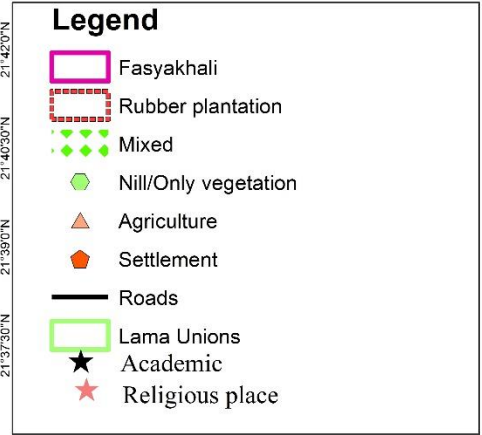 Legend
Fasyakhali
Rubber plantation
Mixed
Nill/Only vegetation
Agriculture
Settlement
Roads
Lama Unions
Academic
Religious place
21°42'0"N
21°40'30"N
21°39'0"N
21°37'30"N